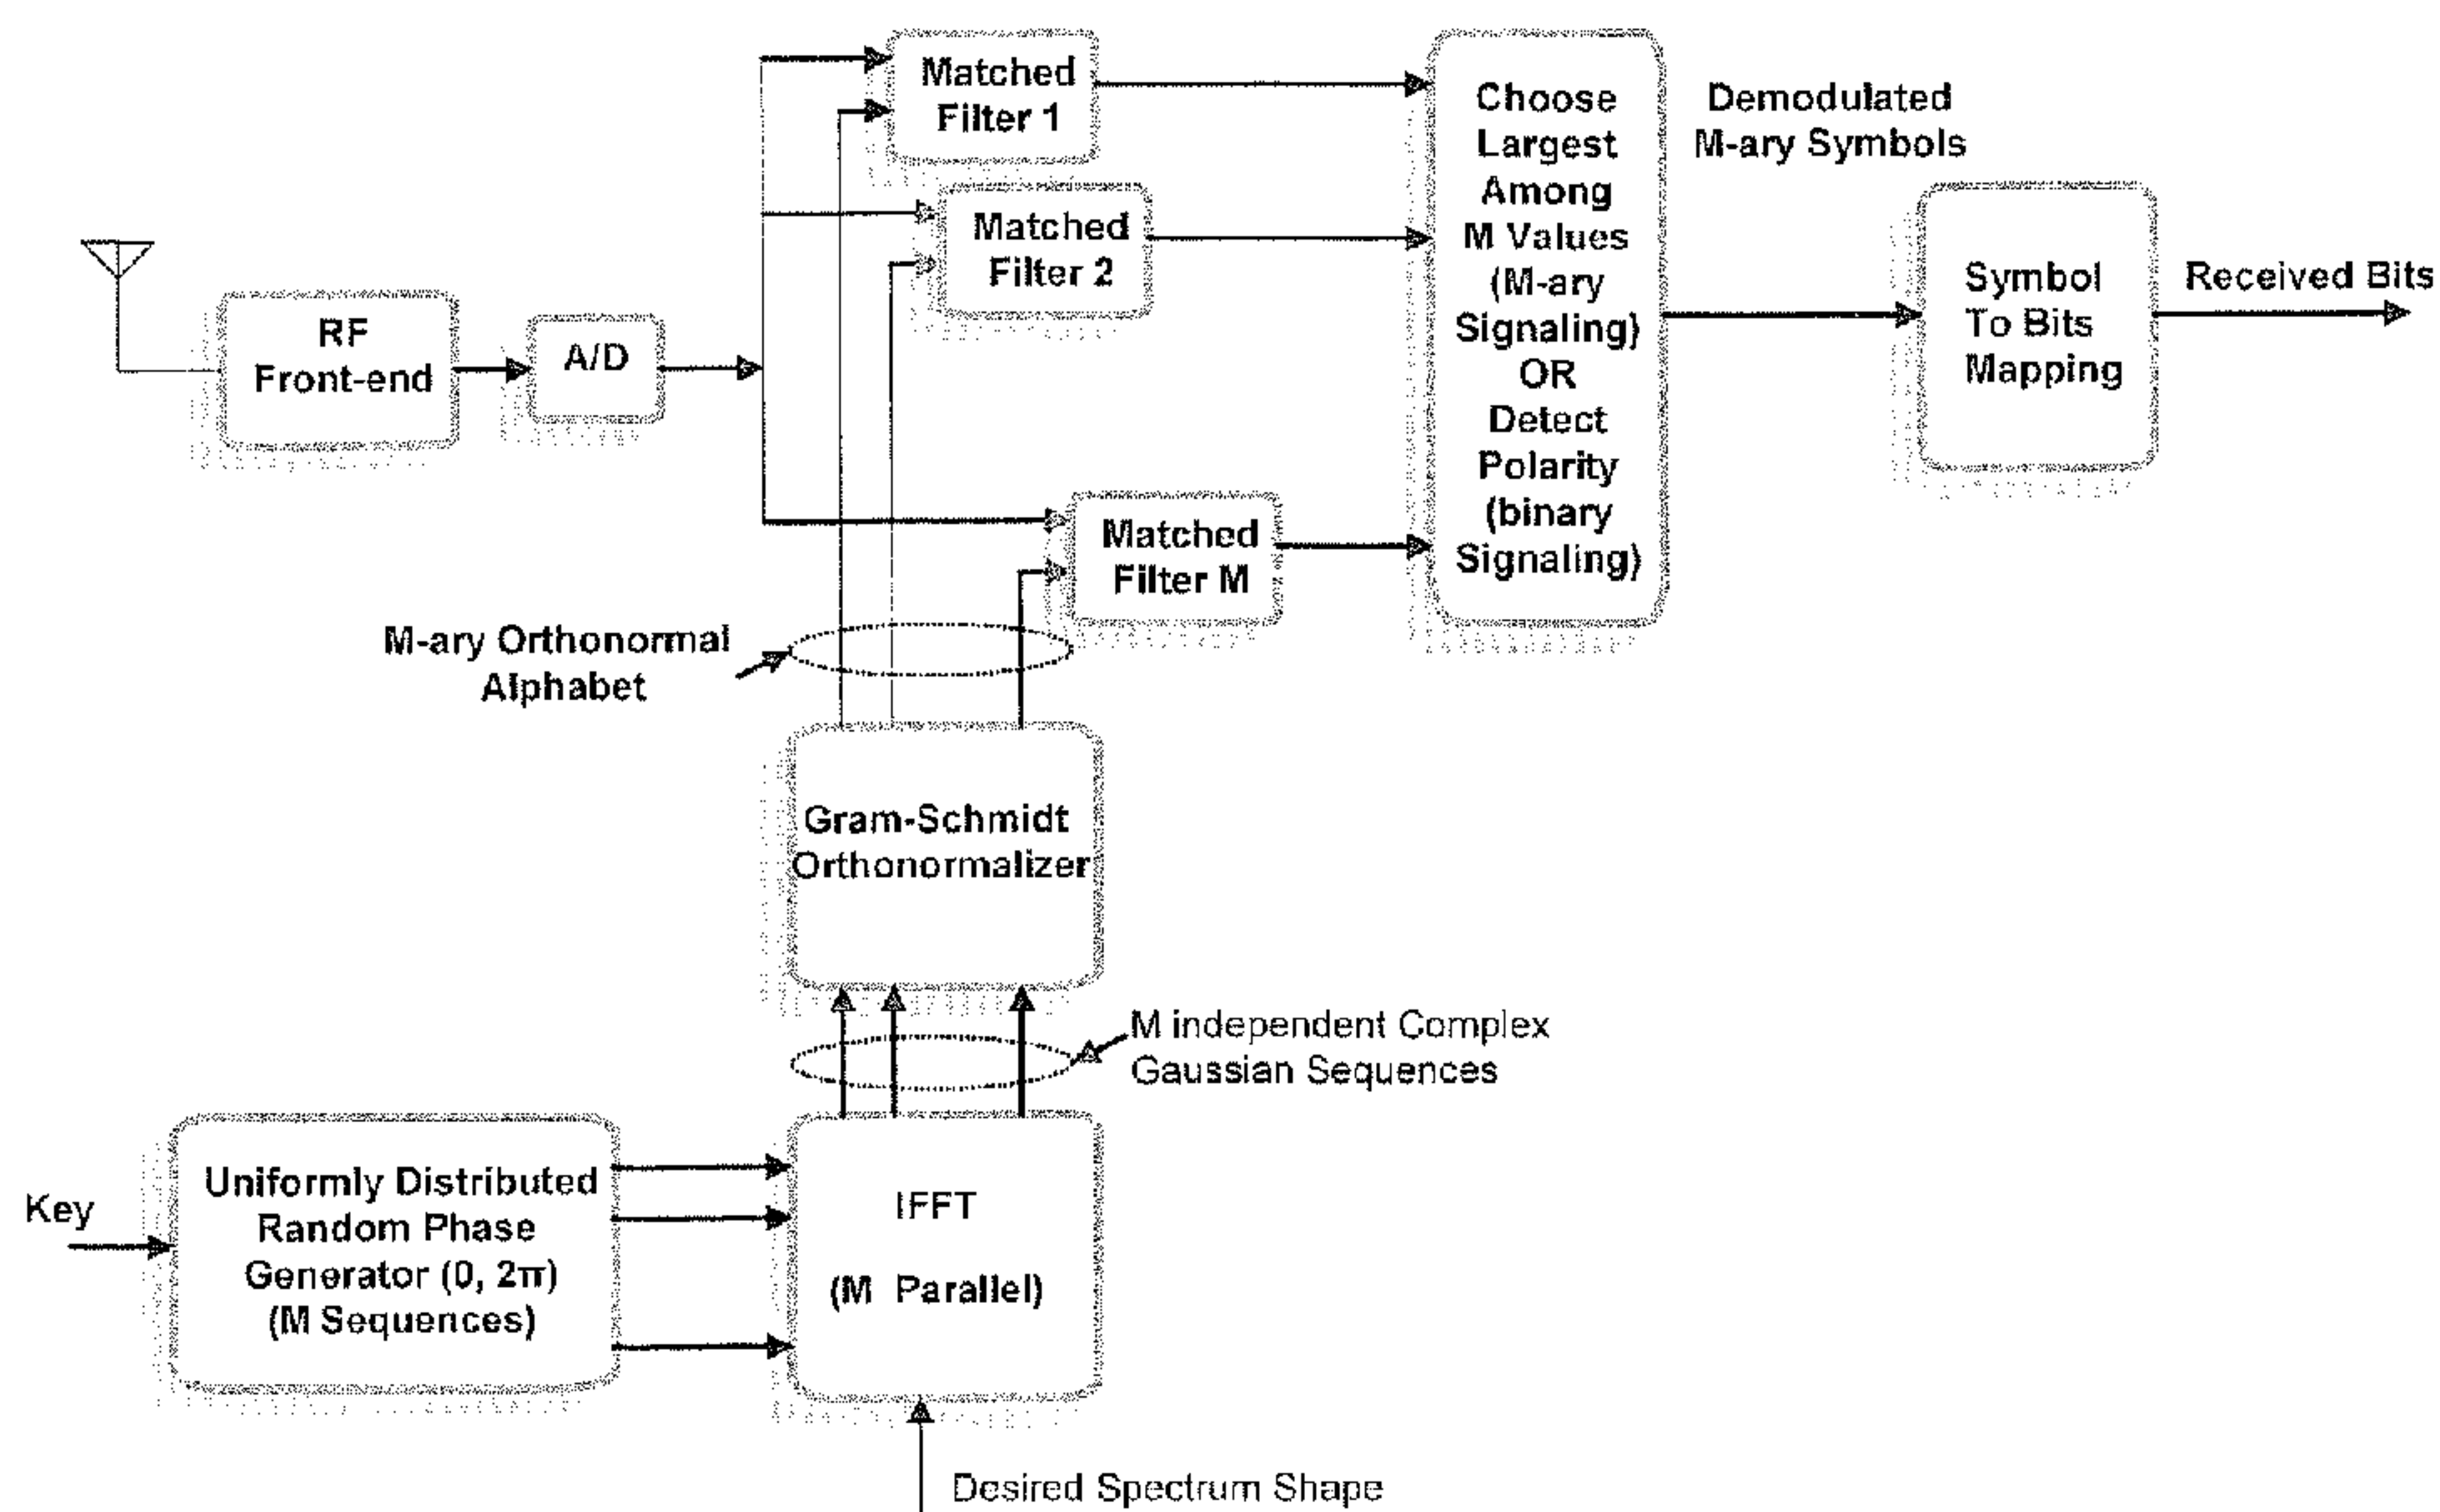 Matched
Filter 1
Matched
Filter 2
Choose
Largest
Among
M Values
(M-ary
Signaling)
OR
Detect
Polarity
(binary
Signaling)
Demodulated
M-ary Symbols
Symbol
To Bits
Mapping
Received Bits
RF
Front-end
A/D
Matched
Filter M
M-ary Orthonormal
Alphabet
Gram-Schmidt
Orthonormalizer
M independent Complex
Gaussian Sequences
Key
Uniformly Distributed
Random Phase
Generator (0, 2π)
(M Sequences)
IFFT
(M Parallel)
Desired Spectrum Shape